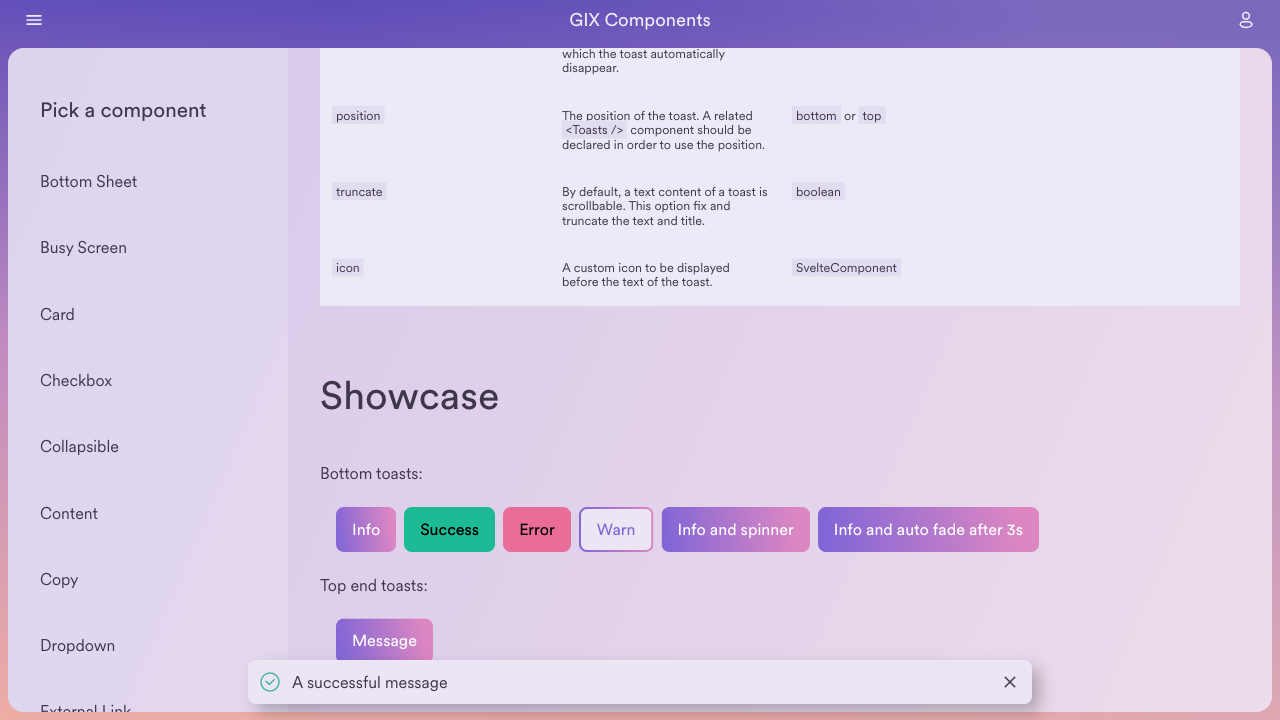 GIX Components
Pick a component
Bottom Sheet
Busy Screen
Card
Checkbox
Collapsible
Content
Copy
Dropdown
External Link
which the toast automatically
disappear.
position
The position of the toast. A related
<Toasts /> component should be
declared in order to use the position.
bottom or top
truncate
By default, a text content of a toast is
scrollbable. This option fix and
truncate the text and title.
boolean
icon
A custom icon to be displayed
before the text of the toast.
SvelteComponent
Showcase
Bottom toasts:
Info Success Error Warn Info and spinner Info and auto fade after 3s
Top end toasts:
Message
A successful message